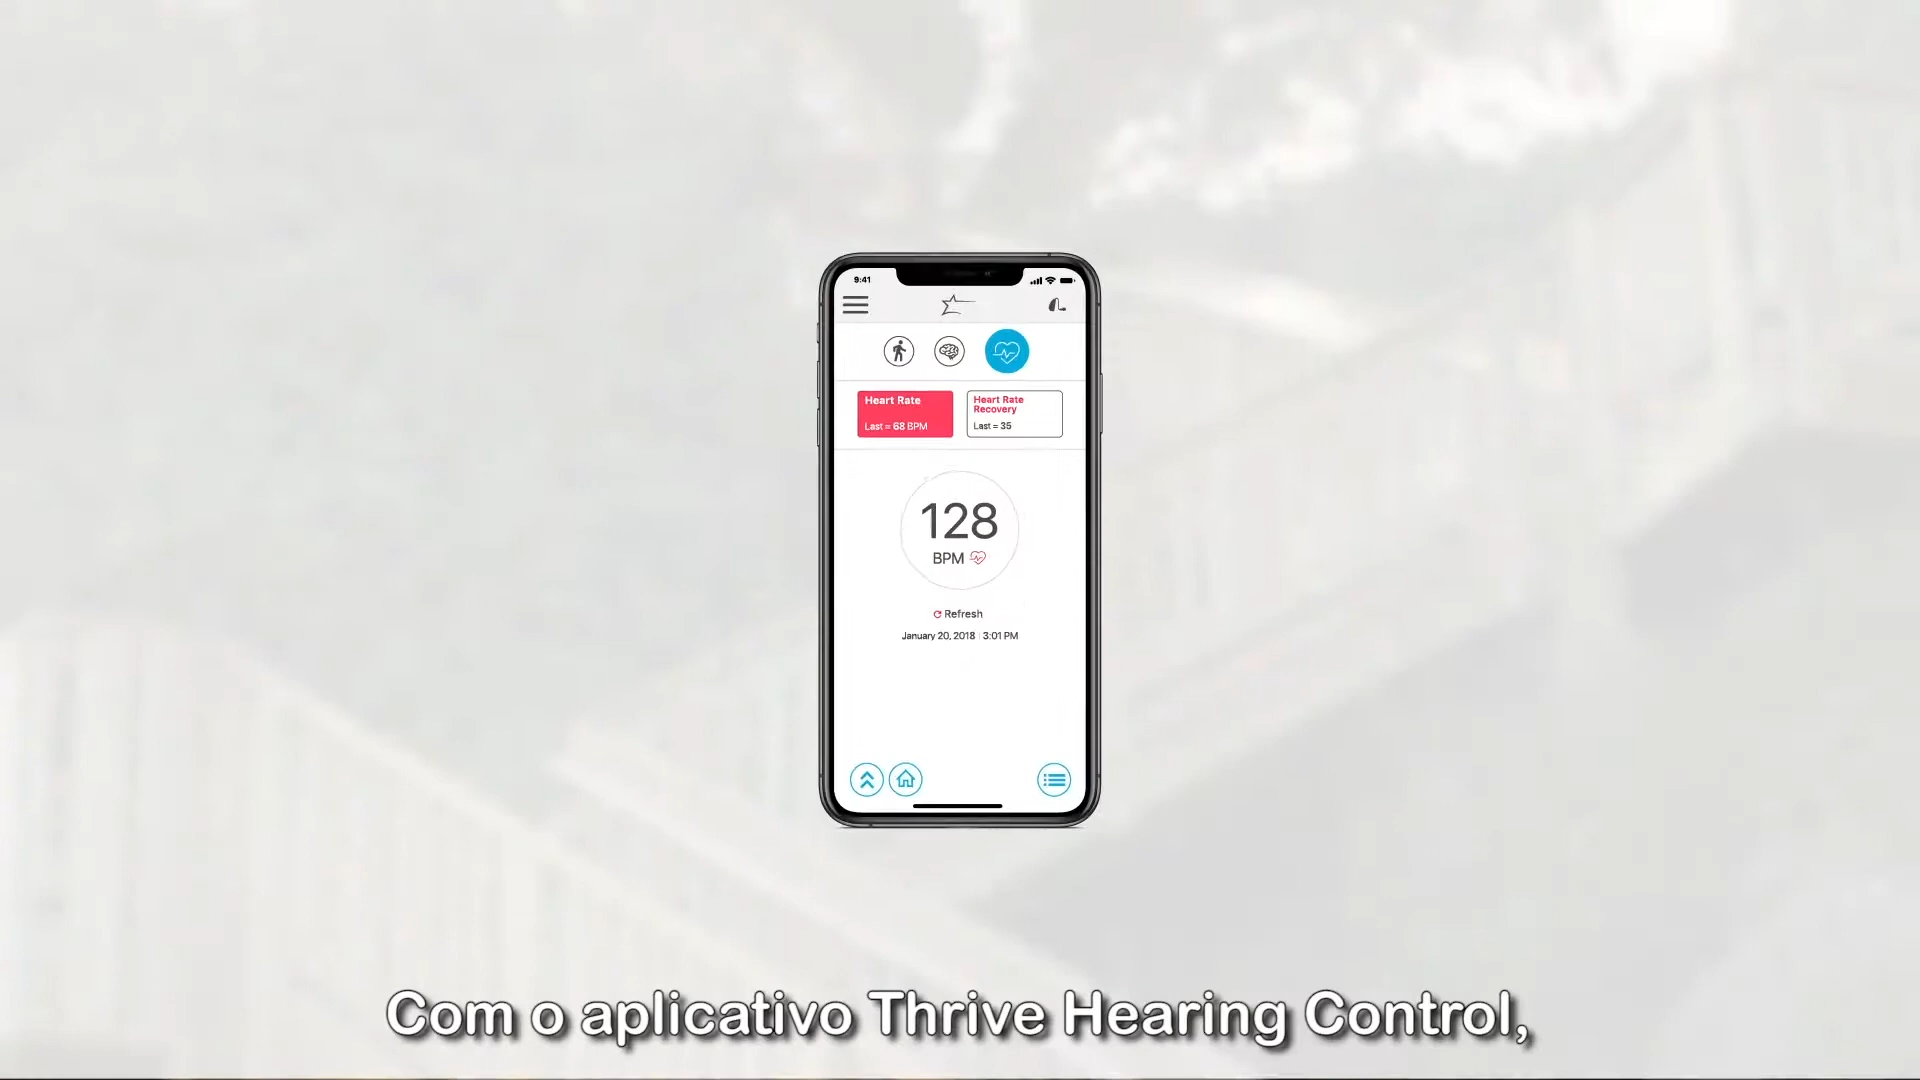 9:41
Heart Rate
Last = 68 BPM
Heart Rate
Recovery
Last = 35
128
BPM
Refresh
January 20, 2018 | 3:01 PM
Com o aplicativo Thrive Hearing Control,